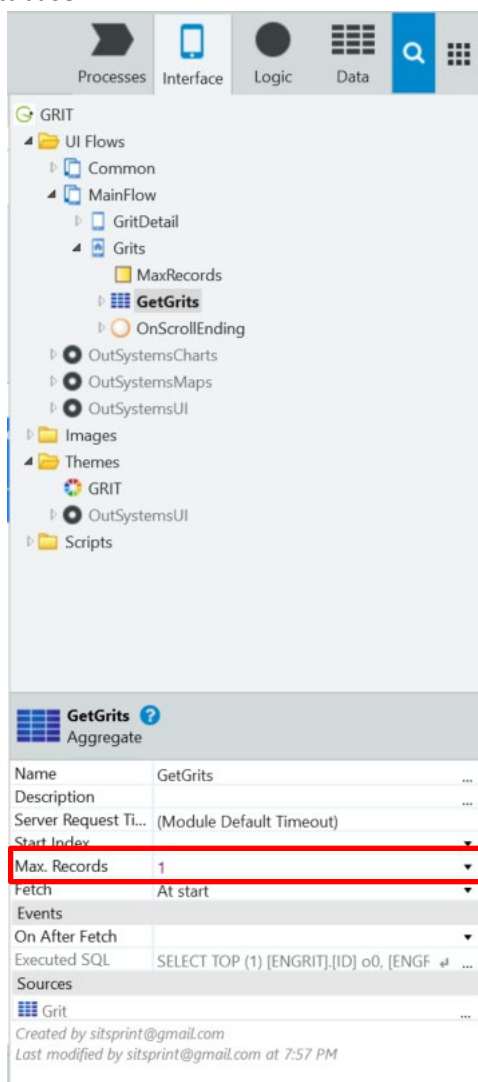 Processes Interface Logic Data
GRIT
UI Flows
Common
MainFlow
GritDetail
Grits
MaxRecords
GetGrits
OnScrollEnding
OutSystemsCharts
OutSystemsMaps
OutSystemsUI
Images
Themes
GRIT
OutSystemsUI
Scripts
GetGrits ?
Aggregate
Name GetGrits ...
Description ...
Server Request Ti... (Module Default Timeout)
Start Index
Max. Records 1
Fetch At start
Events
On After Fetch
Executed SQL SELECT TOP (1) [ENGRIT].[ID] o0, [ENGR ...
Sources
Grit ...
Created by sitsprint@gmail.com
Last modified by sitsprint@gmail.com at 7:57 PM